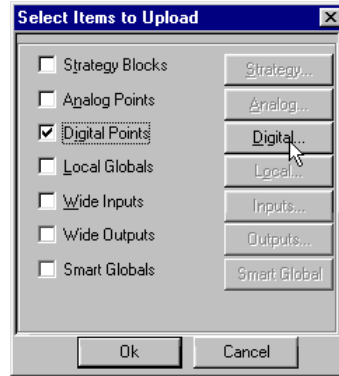 Select Items to Upload
Strategy Blocks Strategy...
Analog Points Analog...
Digital Points Digital...
Local Globals Local...
Wide Inputs Inputs...
Wide Outputs Outputs...
Smart Globals Smart Global
Ok Cancel